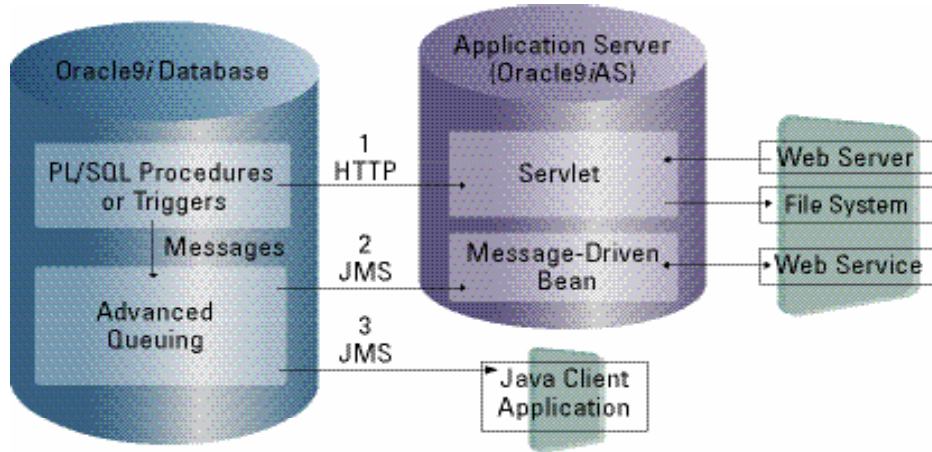 Oracle9i Database
PL/SQL Procedures
or Triggers
Messages
Advanced
Queuing
1
HTTP
2
JMS
3
JMS
Application Server
(Oracle9iAS)
Servlet
Message-Driven
Bean
Web Server
File System
Web Service
Java Client
Application